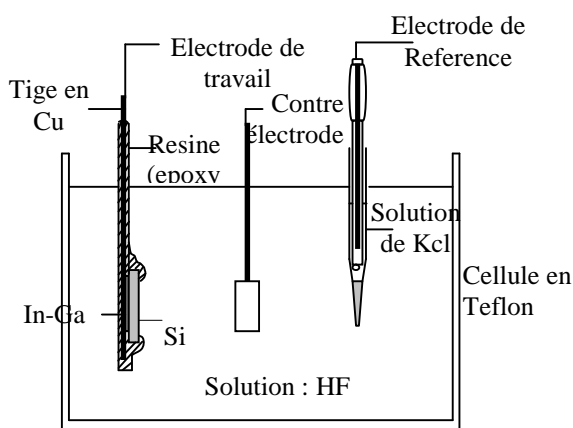 Electrode de
travail
Electrode de
Reference
Tige en
Cu
Contre
électrode
Resine
(epoxy
Solution
de Kcl
Cellule en
Teflon
In-Ga
Si
Solution : HF